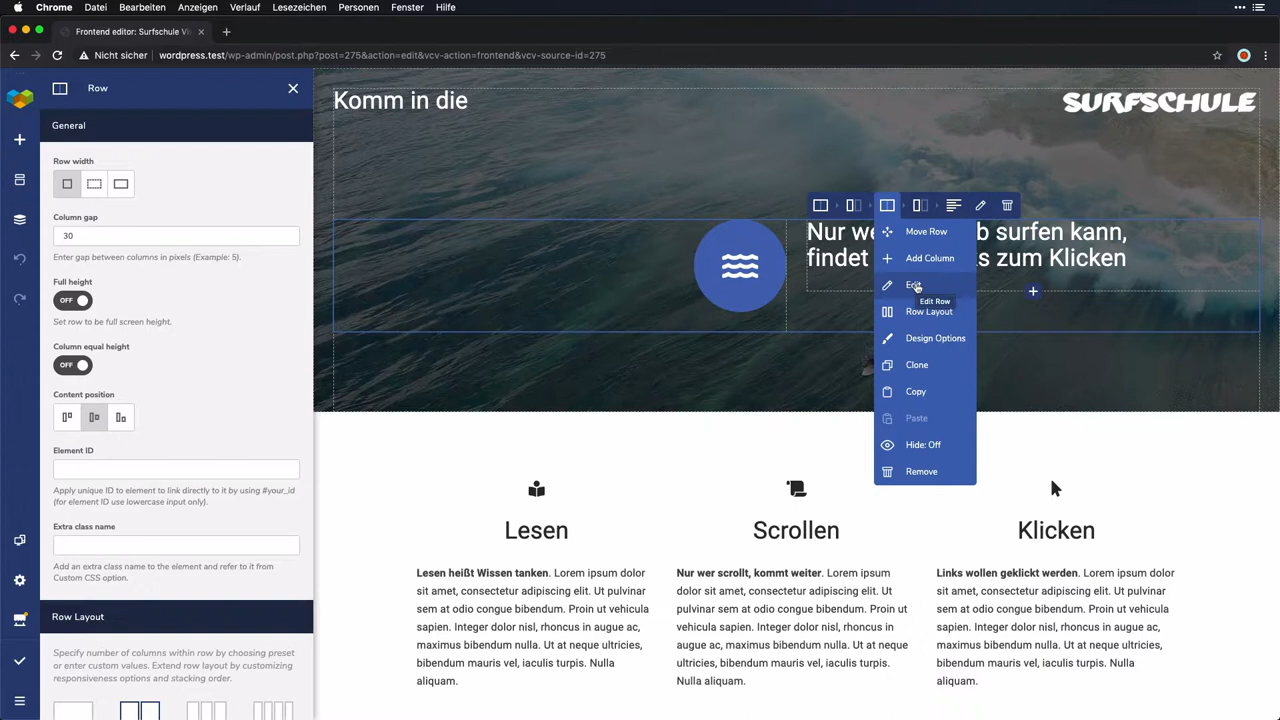 Chrome Datei Bearbeiten Anzeigen Verlauf Lesezeichen Personen Fenster Hilfe
Frontend editor: Surfschule Vi
Nicht sicher wordpress.test/wp-admin/post.php?post=275&action=edit&vcv-action=frontend&vcv-source-id=275
Row
General
Row width
Column gap
30
Enter gap between columns in pixels (Example: 5).
Full height
OFF
Set row to be full screen height.
Column equal height
OFF
Content position
Element ID
Apply unique ID to element to link directly to it by using #your_id
(for element ID use lowercase input only).
Extra class name
Add an extra class name to the element and refer to it from
Custom CSS option.
Row Layout
Specify number of columns within row by choosing preset
or enter custom values. Extend row layout by customizing
responsiveness options and stacking order.
Komm in die
SURFSCHULE
Nur we b surfen kann,
findet s zum Klicken
Move Row
Add Column
Edit
Edit Row
Row Layout
Design Options
Clone
Copy
Paste
Hide: Off
Remove
Lesen
Lesen heißt Wissen tanken. Lorem ipsum dolor
sit amet, consectetur adipiscing elit. Ut pulvinar
sem at odio congue bibendum. Proin ut vehicula
sapien. Integer dolor nisl, rhoncus in augue ac,
maximus bibendum nulla. Ut at neque ultricies,
bibendum mauris vel, iaculis turpis. Nulla
aliquam.
Scrollen
Nur wer scrollt, kommt weiter. Lorem ipsum
dolor sit amet, consectetur adipiscing elit. Ut
pulvinar sem at odio congue bibendum. Proin ut
vehicula sapien. Integer dolor nisl, rhoncus in
augue ac, maximus bibendum nulla. Ut at neque
ultricies, bibendum mauris vel, iaculis turpis.
Nulla aliquam.
Klicken
Links wollen geklickt werden. Lorem ipsum dolor
sit amet, consectetur adipiscing elit. Ut pulvinar
sem at odio congue bibendum. Proin ut vehicula
sapien. Integer dolor nisl, rhoncus in augue ac,
maximus bibendum nulla. Ut at neque ultricies,
bibendum mauris vel, iaculis turpis. Nulla
aliquam.